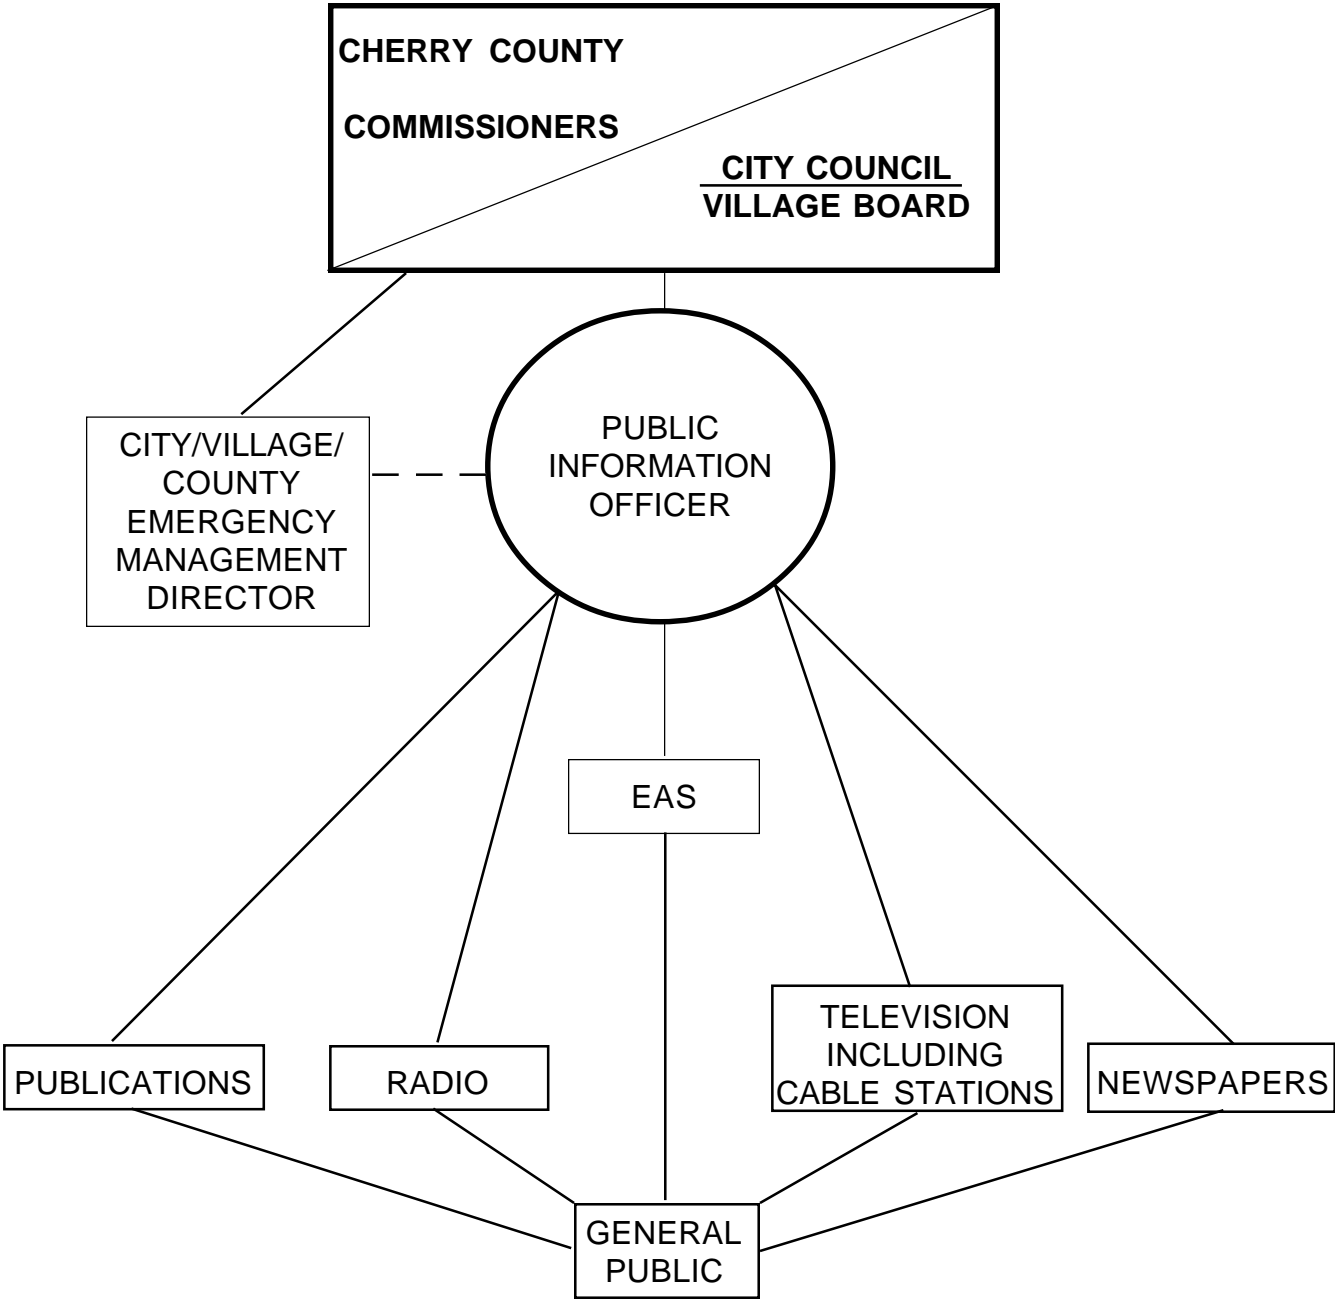 CHERRY COUNTY
COMMISSIONERS
CITY COUNCIL
VILLAGE BOARD
CITY/VILLAGE/
COUNTY
EMERGENCY
MANAGEMENT
DIRECTOR
PUBLIC
INFORMATION
OFFICER
EAS
PUBLICATIONS
RADIO
TELEVISION
INCLUDING
CABLE STATIONS
NEWSPAPERS
GENERAL
PUBLIC